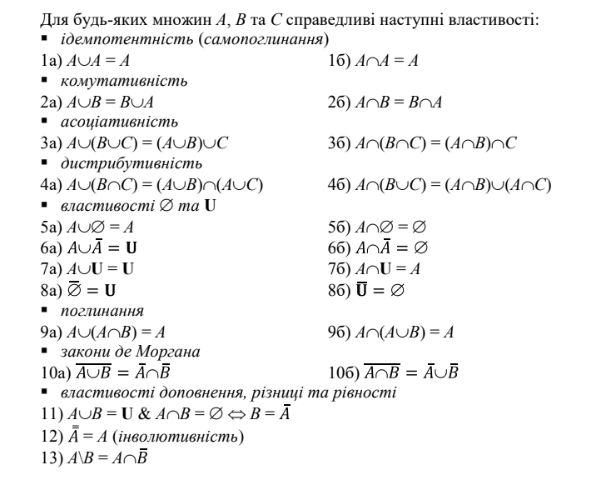 Для будь-яких множин A, B та C справедливі наступні властивості:
▪ ідемпотентність (самопоглинання)
1а) A∪A = A 1б) A∩A = A
▪ комутативність
2а) A∪B = B∪A 2б) A∩B = B∩A
▪ асоціативність
3а) A∪(B∪C) = (A∪B)∪C 3б) A∩(B∩C) = (A∩B)∩C
▪ дистрибутивність
4а) A∪(B∩C) = (A∪B)∩(A∪C) 4б) A∩(B∪C) = (A∩B)∪(A∩C)
▪ властивості ∅ та U
5а) A∪∅ = A 5б) A∩∅ = ∅
6а) A∪Ā = U 6б) A∩Ā = ∅
7а) A∪U = U 7б) A∩U = A
8а) ∅̅ = U 8б) U̅ = ∅
▪ поглинання
9а) A∪(A∩B) = A 9б) A∩(A∪B) = A
▪ закони де Моргана
10а) A̅∪̅B̅ = Ā∩B̅ 10б) A̅∩̅B̅ = Ā∪B̅
▪ властивості доповнення, різниці та рівності
11) A∪B = U & A∩B = ∅ ⇔ B = Ā
12) A̿ = A (інволютивність)
13) A\B = A∩B̅